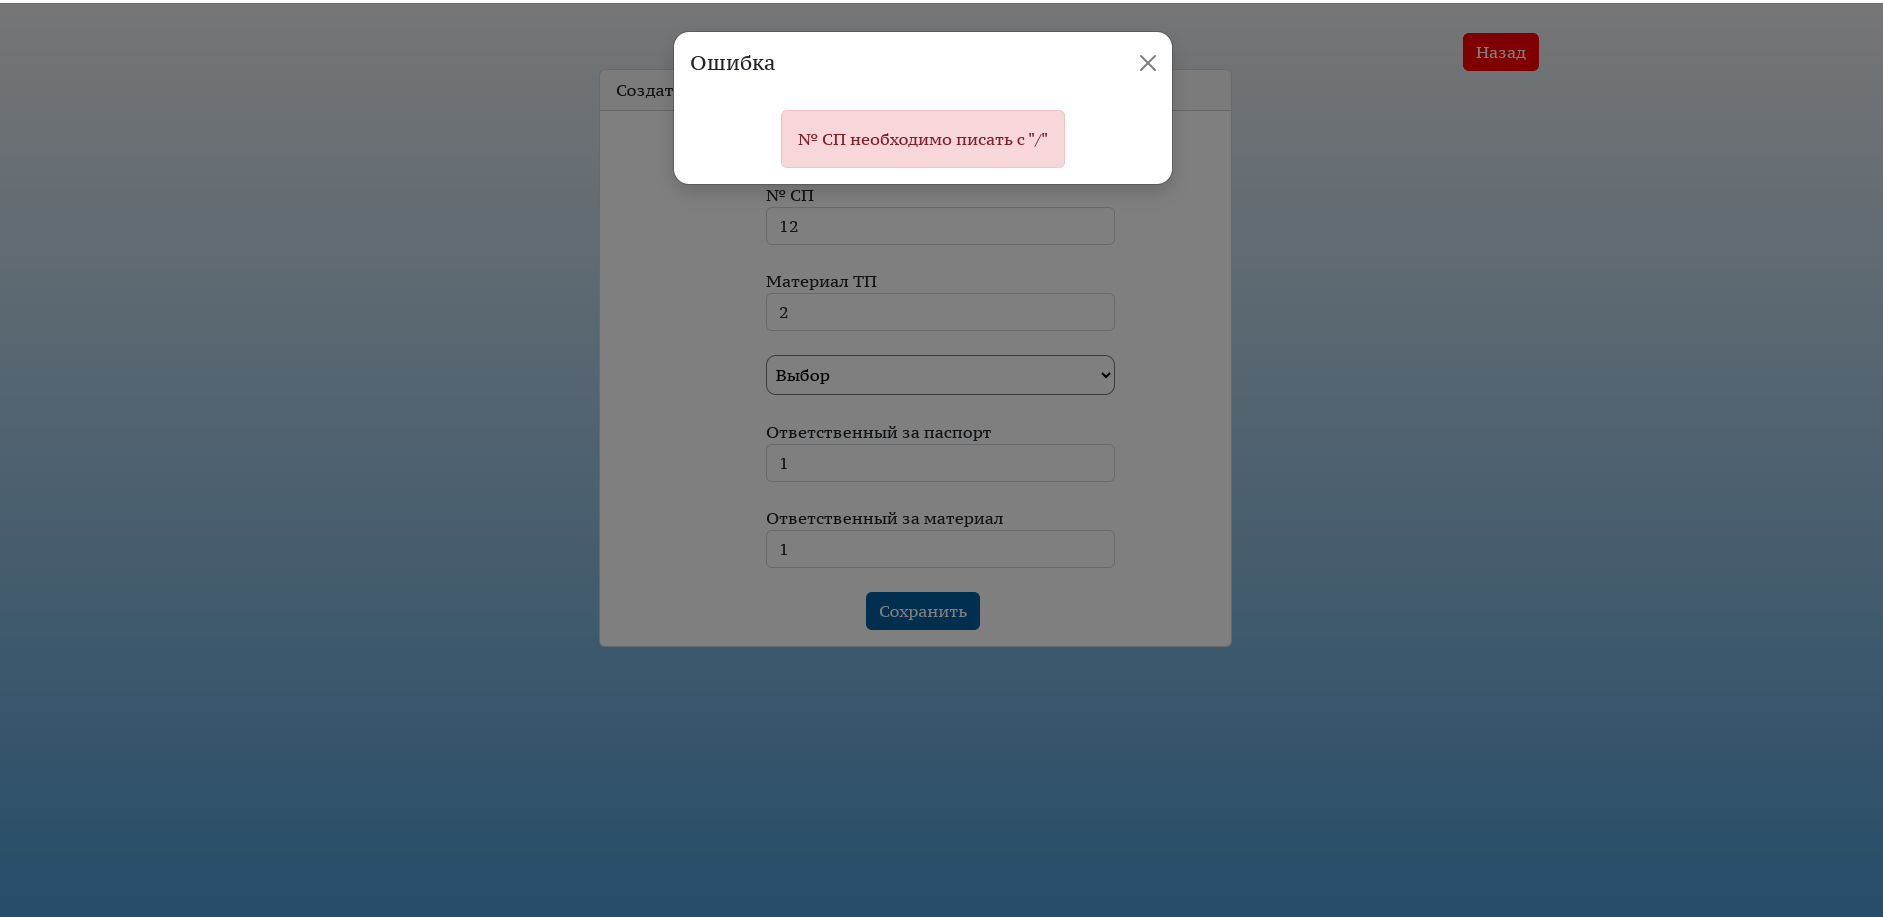 Ошибка
Назад
Создат
№ СП необходимо писать с "/"
№ СП
12
Материал ТП
2
Выбор
Ответственный за паспорт
1
Ответственный за материал
1
Сохранить